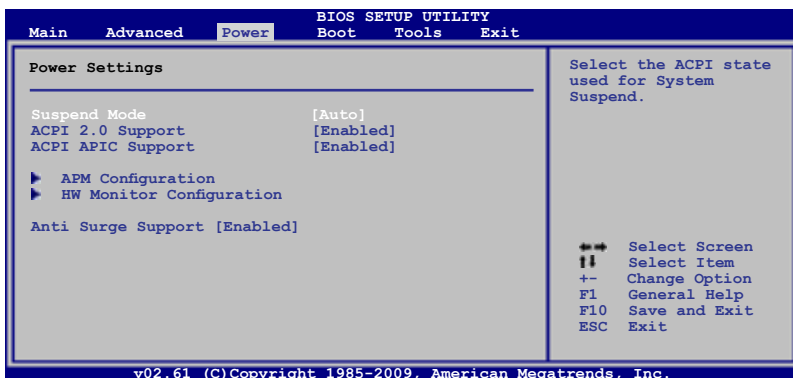 BIOS SETUP UTILITY
Main Advanced Power Boot Tools Exit
Power Settings
Suspend Mode [Auto]
ACPI 2.0 Support [Enabled]
ACPI APIC Support [Enabled]
APM Configuration
HW Monitor Configuration
Anti Surge Support [Enabled]
Select the ACPI state
used for System
Suspend.
Select Screen
Select Item
+- Change Option
F1 General Help
F10 Save and Exit
ESC Exit
v02.61 (C)Copyright 1985-2009, American Megatrends, Inc.